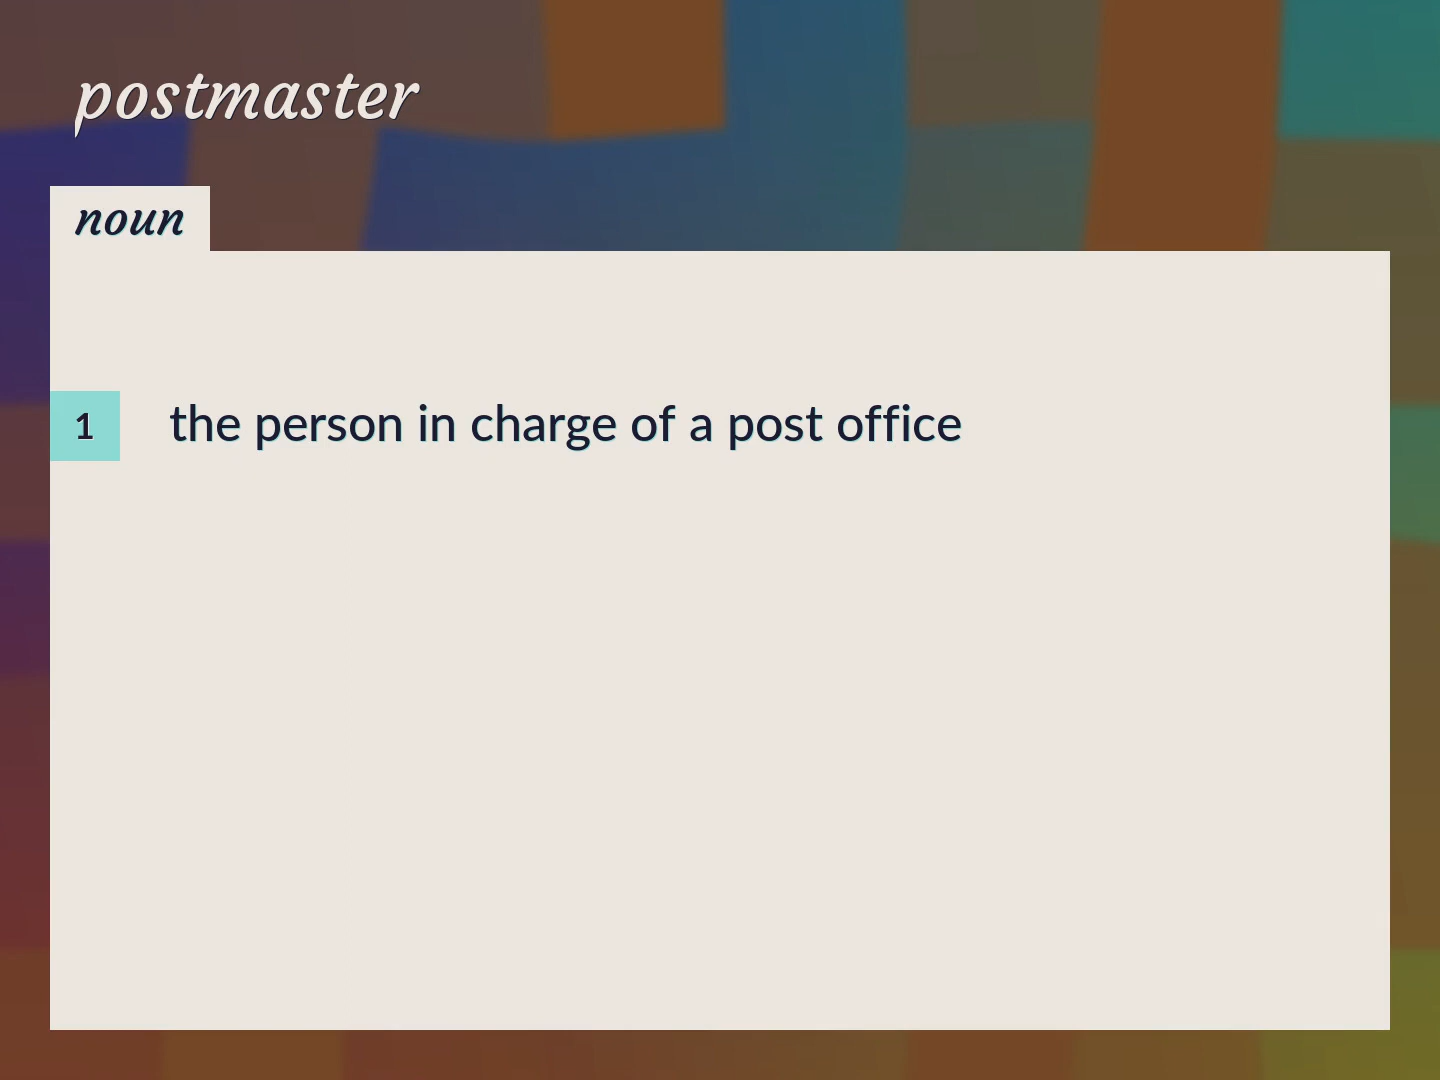 postmaster
noun
1 the person in charge of a post office